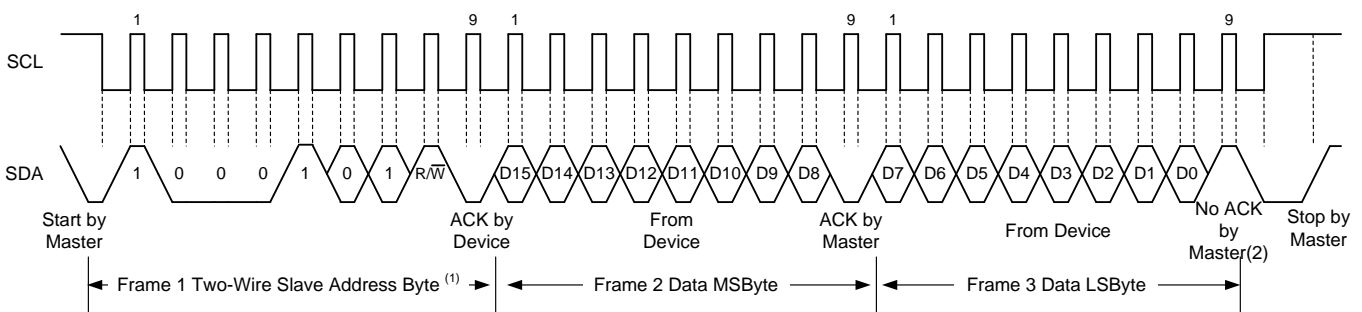 1 9 1 9 1 9
SCL
SDA
1 0 0 0 1 0 1 R/W̅ D15 D14 D13 D12 D11 D10 D9 D8 D7 D6 D5 D4 D3 D2 D1 D0
Start by
Master
ACK by
Device
From
Device
ACK by
Master
From Device
No ACK
by
Master(2)
Stop by
Master
Frame 1 Two-Wire Slave Address Byte (1)
Frame 2 Data MSByte
Frame 3 Data LSByte